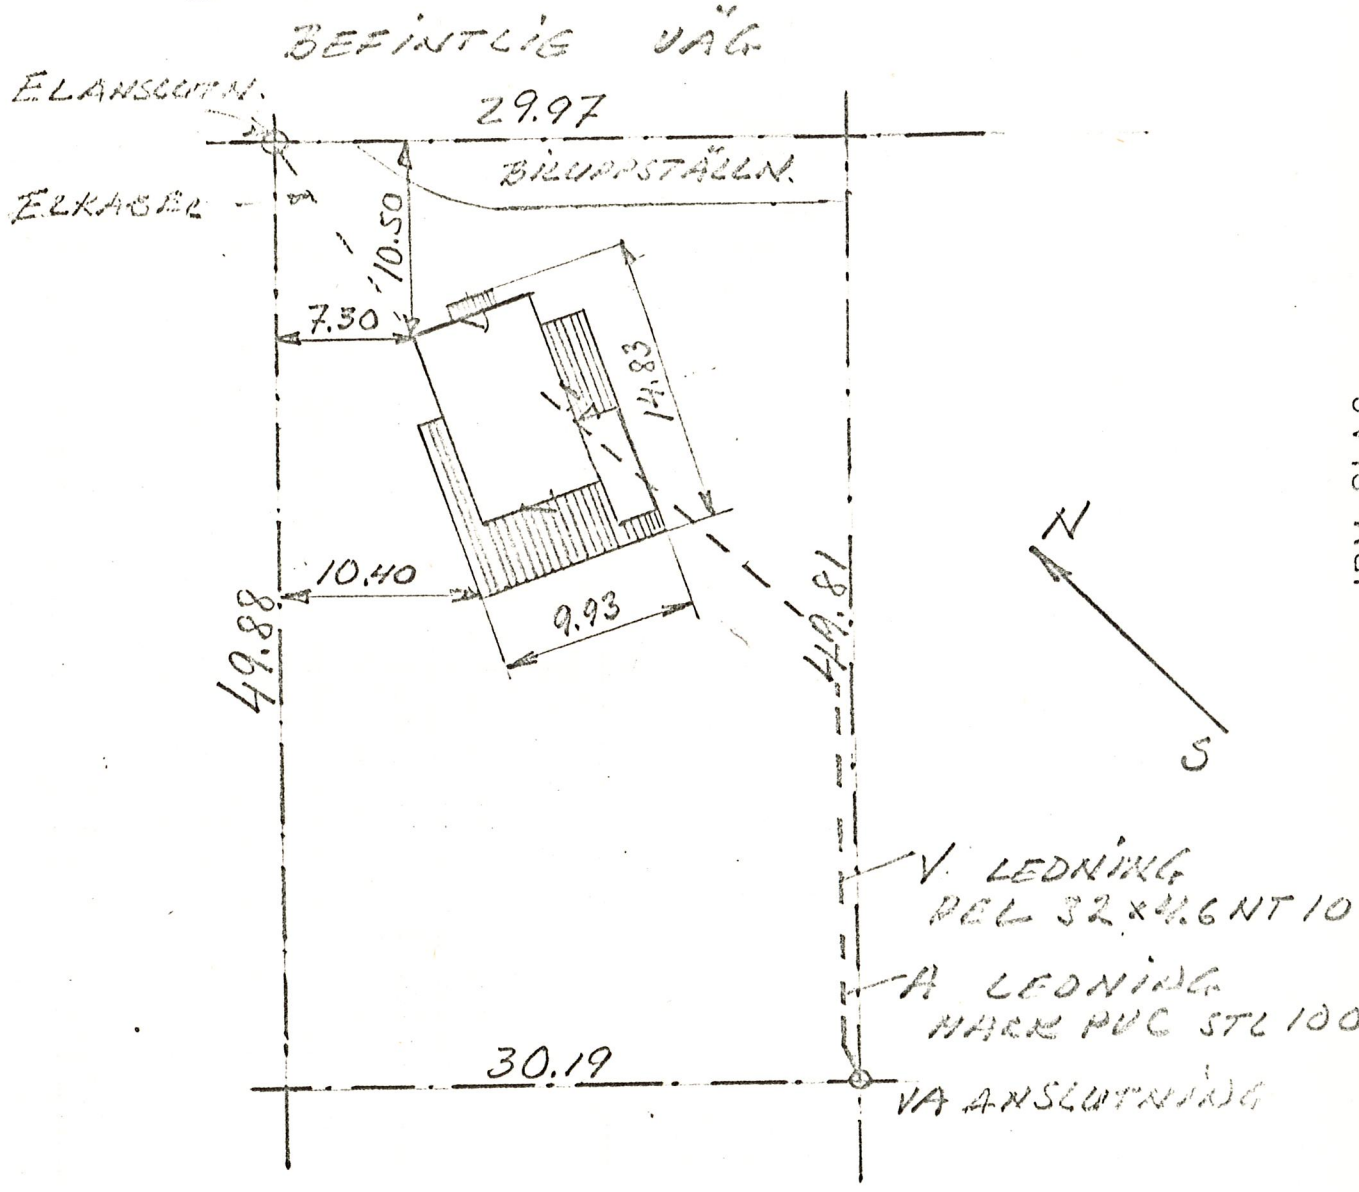 BEFINTLIG VÄG
ELANSLUTN.
29.97
BILUPPSTÄLLN.
ELKABEL
10.50
7.30
14.83
10.40
9.93
49.88
49.81
N
S
V. LEDNING
PEL 32×4.6 NT 10
A LEDNING
MARK PVC STL 100
30.19
VA ANSLUTNING